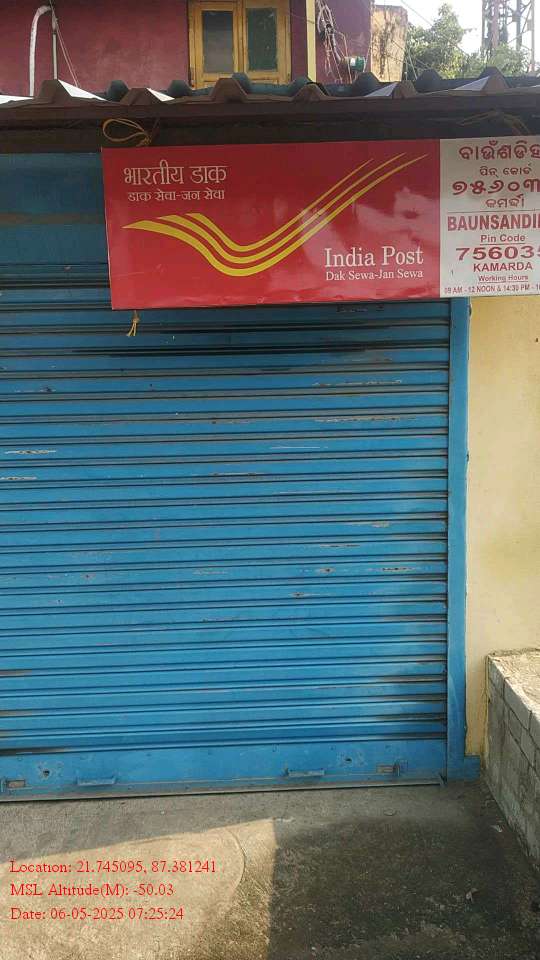 भारतीय डाक
डाक सेवा-जन सेवा
India Post
Dak Sewa-Jan Sewa
ବାଉଁଶଡିହ
ପିନ୍ କୋଡ
୭୫୬୦୩
କମର୍ଦ୍ଦା
BAUNSANDI
Pin Code
756035
KAMARDA
Working Hours
09 AM - 12 NOON & 14:30 PM - 1
Location: 21.745095, 87.381241
MSL Altitude(M): -50.03
Date: 06-05-2025 07:25:24